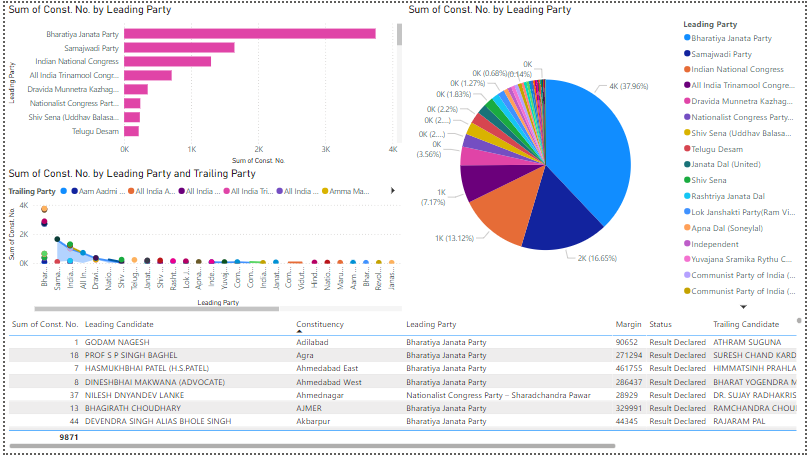 Sum of Const. No. by Leading Party
Leading Party
Bharatiya Janata Party
Samajwadi Party
Indian National Congress
All India Trinamool Congr...
Dravida Munnetra Kazhag...
Nationalist Congress Part...
Shiv Sena (Uddhav Balasa...
Telugu Desam
0K 1K 2K 3K 4K
Sum of Const. No.
Sum of Const. No. by Leading Party
4K (37.96%)
2K (16.65%)
1K (13.12%)
1K
(7.17%)
0K
3.56%)
0K
(2....)
0K
(2....)
0K (2.2%)
0K (1.83%)
0K (1.27%)
0K (0.68%)
0K
Leading Party
Bharatiya Janata Party
Samajwadi Party
Indian National Congress
All India Trinamool Congre...
Dravida Munnetra Kazhag...
Nationalist Congress Party...
Shiv Sena (Uddhav Balasa...
Telugu Desam
Janata Dal (United)
Shiv Sena
Rashtriya Janata Dal
Lok Janshakti Party(Ram Vi...
Apna Dal (Soneylal)
Independent
Yuvajana Sramika Rythu C...
Communist Party of India (...
Communist Party of India (...
Sum of Const. No. by Leading Party and Trailing Party
Trailing Party
Aam Aadmi ... All India A... All India ... All India Tri... All India ... Amma Ma...
Sum of Const. No.
4K
2K
0K
Bhar... Sama... India... All In... Dravi... Natio... Shiv ... Telug... Janat... Shiv ... Rasht... Lok J... Apna... Inde... Yuvaj... Com... India... Janat... Com... Vidut... Hind... Natio... Maru... Aam ... Bhar... Revol... Janas...
Leading Party
Sum of Const. No. Leading Candidate Constituency Leading Party Margin Status Trailing Candidate
1 GODAM NAGESH Adilabad Bharatiya Janata Party 90652 Result Declared ATHRAM SUGUNA
18 PROF S P SINGH BAGHEL Agra Bharatiya Janata Party 271294 Result Declared SURESH CHAND KARD
7 HASMUKHBHAI PATEL (H.S.PATEL) Ahmedabad East Bharatiya Janata Party 461755 Result Declared HIMMATSINH PRAHLA
8 DINESHBHAI MAKWANA (ADVOCATE) Ahmedabad West Bharatiya Janata Party 286437 Result Declared BHARAT YOGENDRA M
37 NILESH DNYANDEV LANKE Ahmednagar Nationalist Congress Party – Sharadchandra Pawar 28929 Result Declared DR. SUJAY RADHAKRIS
13 BHAGIRATH CHOUDHARY AJMER Bharatiya Janata Party 329991 Result Declared RAMCHANDRA CHOU
44 DEVENDRA SINGH ALIAS BHOLE SINGH Akbarpur Bharatiya Janata Party 44345 Result Declared RAJARAM PAL
9871